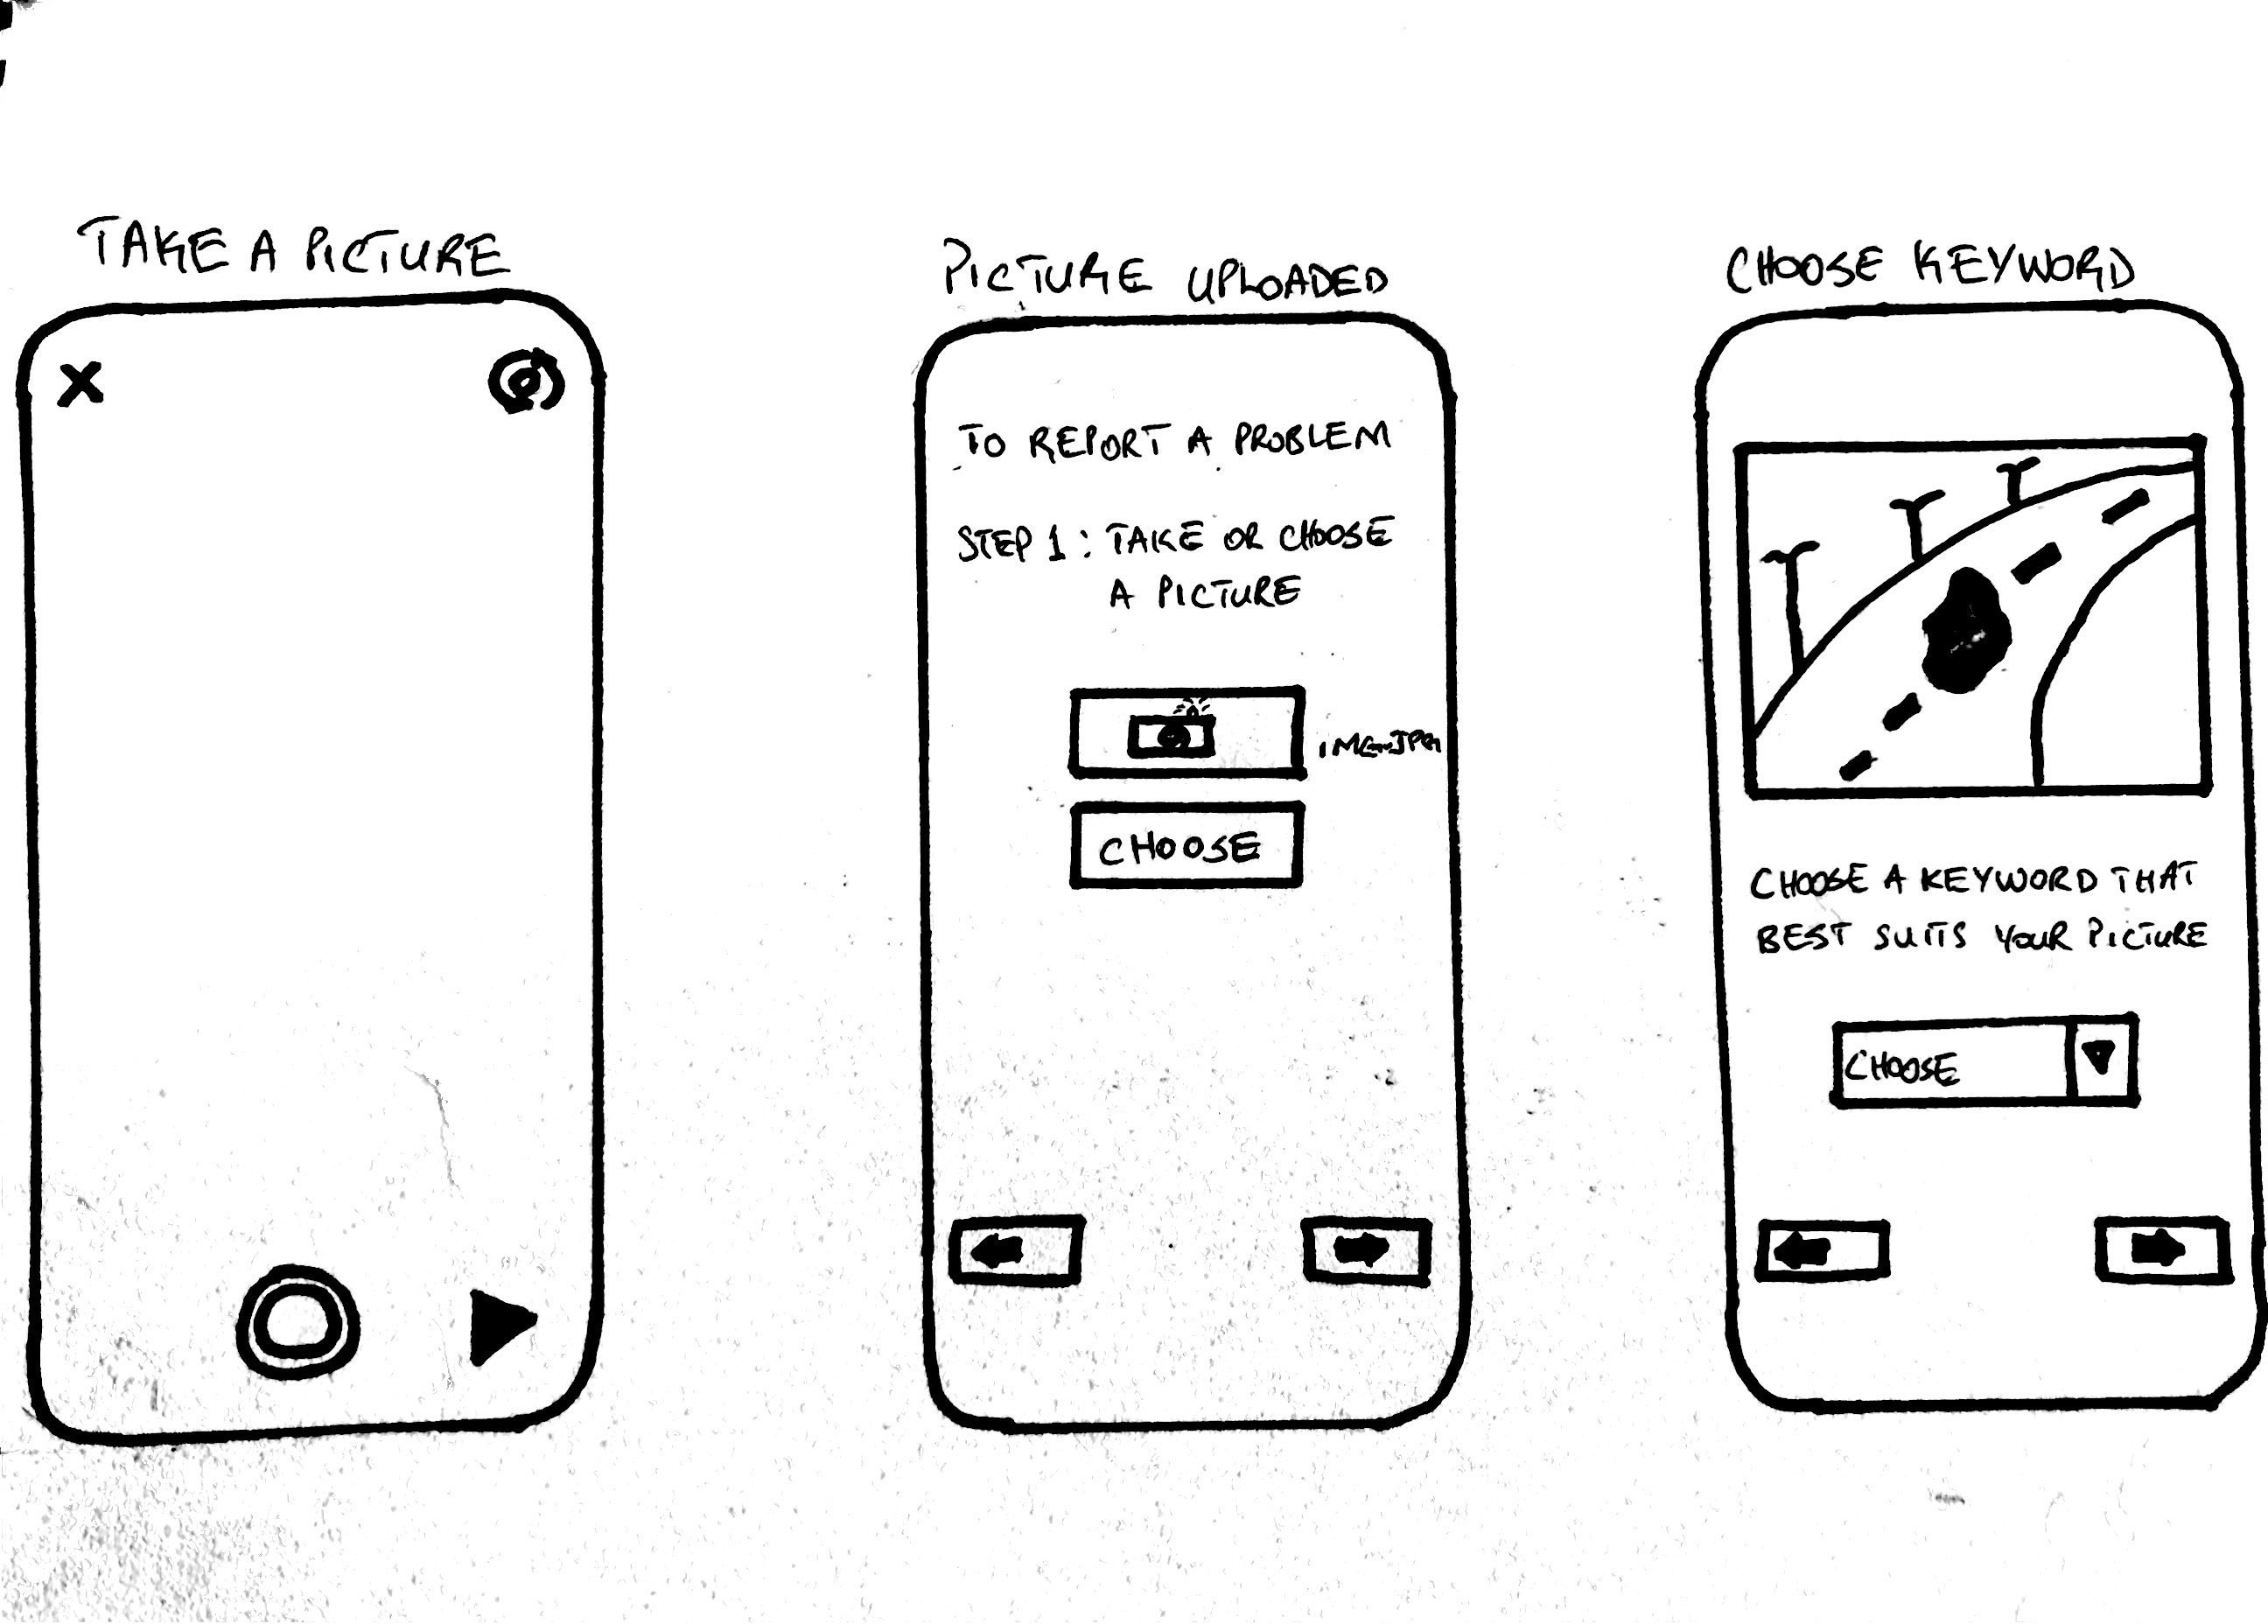 TAKE A PICTURE
PICTURE UPLOADED
TO REPORT A PROBLEM
STEP 1: TAKE OR CHOOSE
A PICTURE
IMG.JPG
CHOOSE
CHOOSE KEYWORD
CHOOSE A KEYWORD THAT
BEST SUITS YOUR PICTURE
CHOOSE